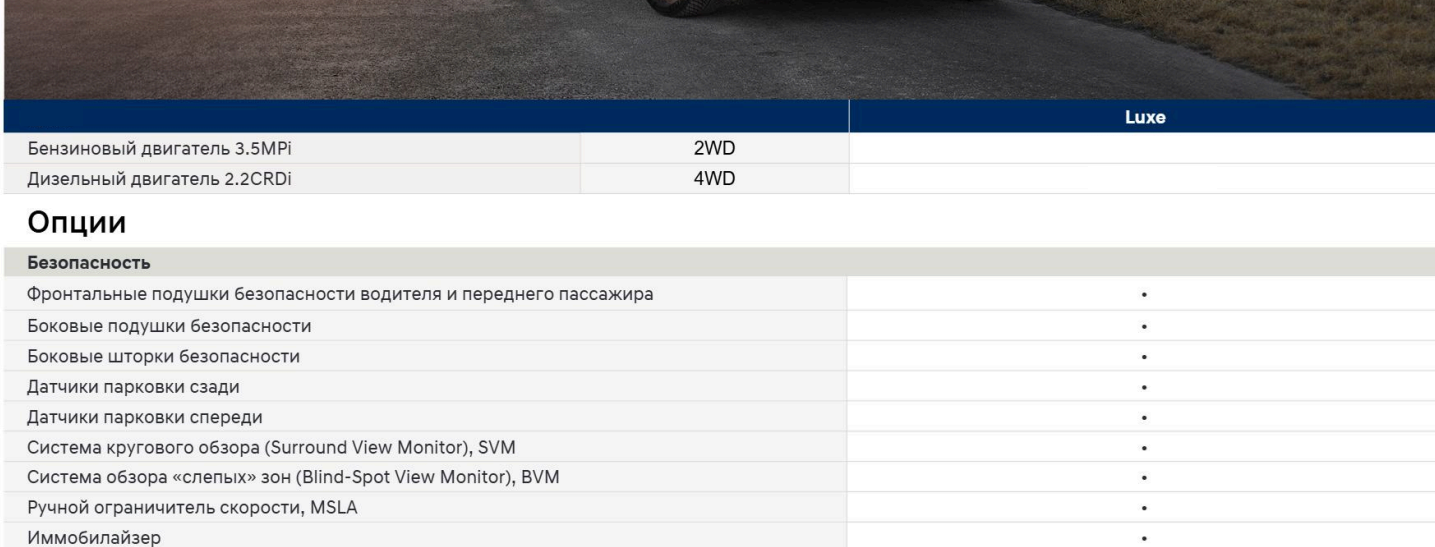 Luxe
Бензиновый двигатель 3.5MPi 2WD
Дизельный двигатель 2.2CRDi 4WD
Опции
Безопасность
Фронтальные подушки безопасности водителя и переднего пассажира •
Боковые подушки безопасности •
Боковые шторки безопасности •
Датчики парковки сзади •
Датчики парковки спереди •
Система кругового обзора (Surround View Monitor), SVM •
Система обзора «слепых» зон (Blind-Spot View Monitor), BVM •
Ручной ограничитель скорости, MSLA •
Иммобилайзер •